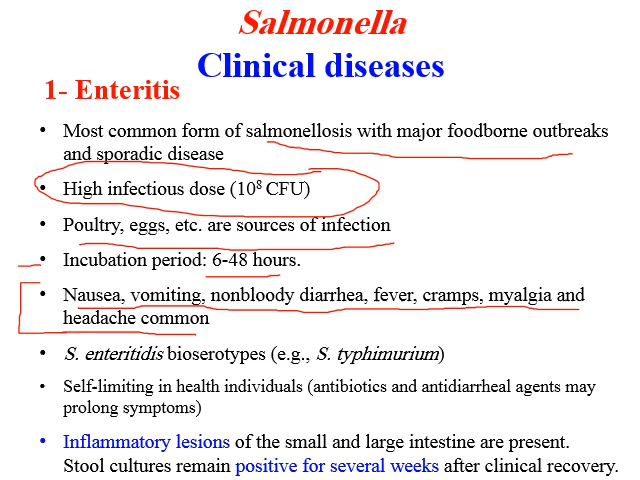 Salmonella
Clinical diseases
1- Enteritis
• Most common form of salmonellosis with major foodborne outbreaks
and sporadic disease
• High infectious dose (10⁸ CFU)
• Poultry, eggs, etc. are sources of infection
• Incubation period: 6-48 hours.
• Nausea, vomiting, nonbloody diarrhea, fever, cramps, myalgia and
headache common
• S. enteritidis bioserotypes (e.g., S. typhimurium)
• Self-limiting in health individuals (antibiotics and antidiarrheal agents may
prolong symptoms)
• Inflammatory lesions of the small and large intestine are present.
Stool cultures remain positive for several weeks after clinical recovery.